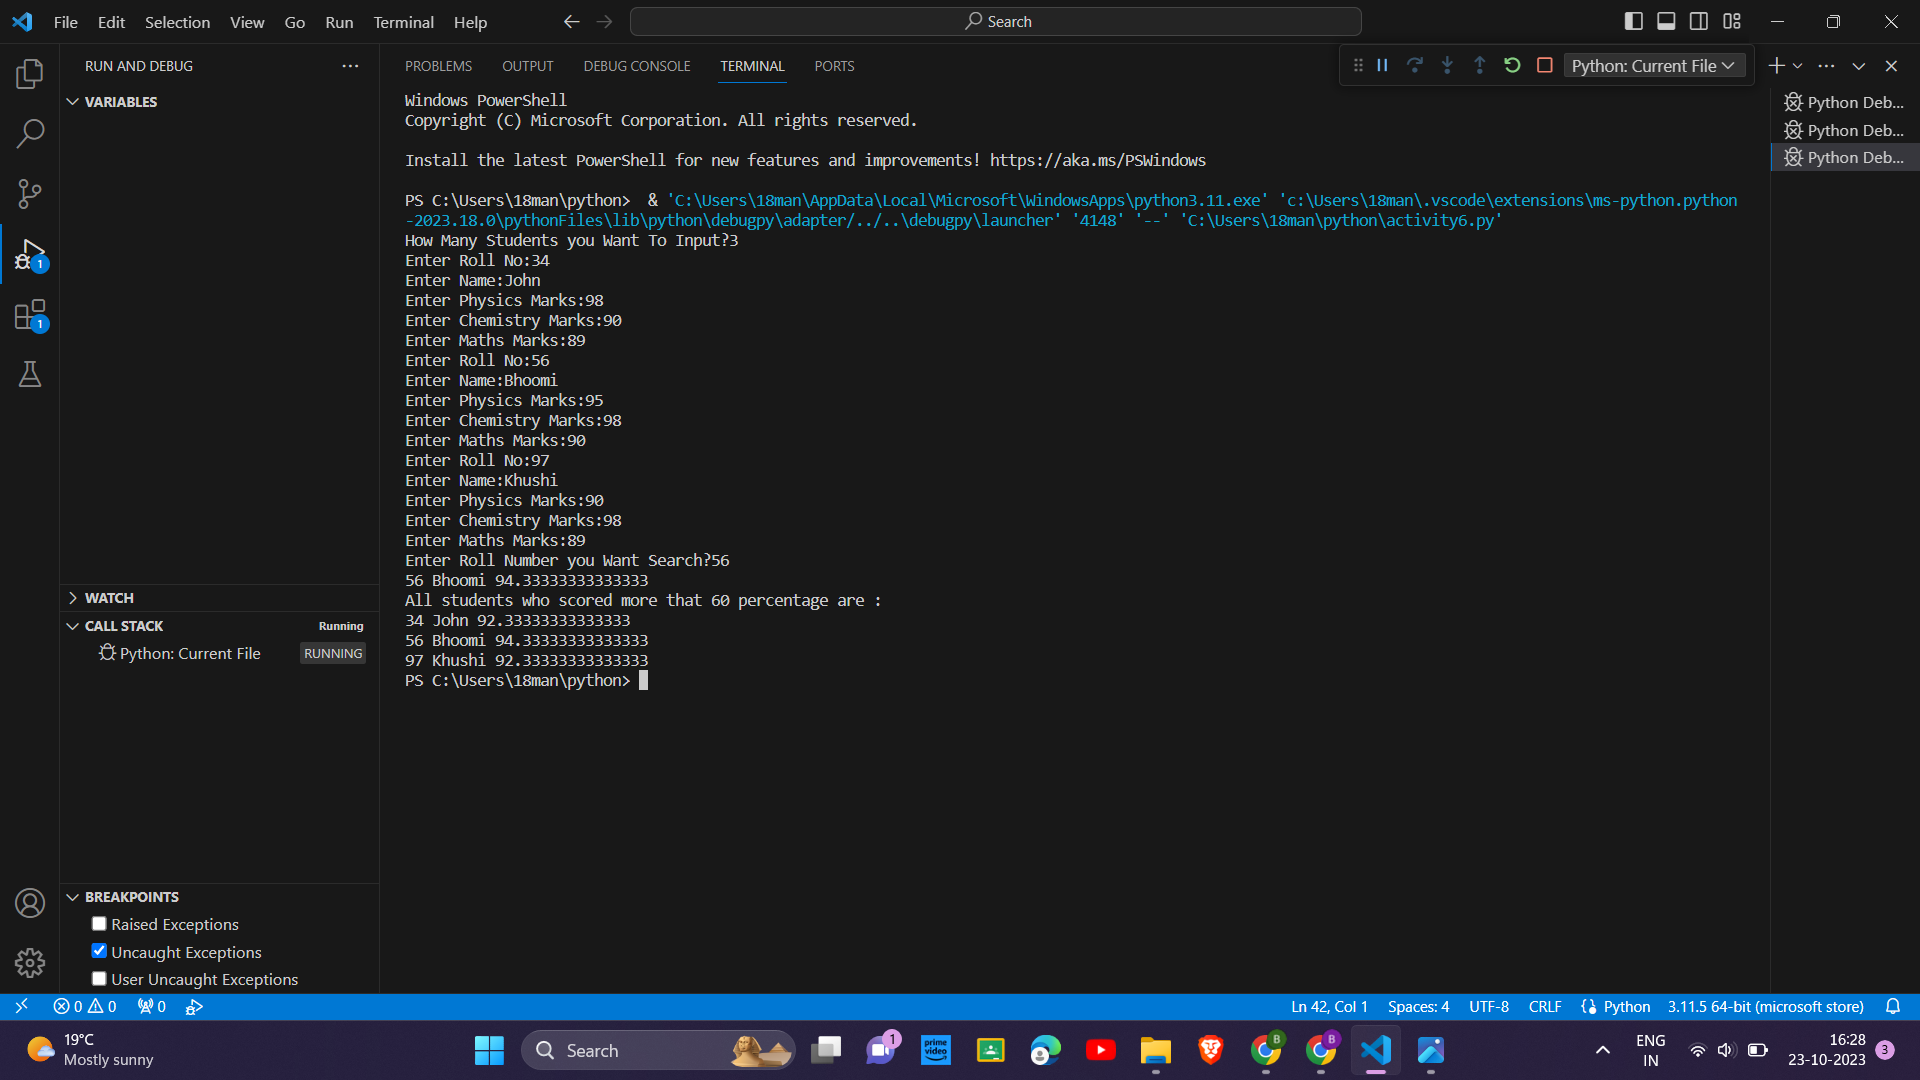 File Edit Selection View Go Run Terminal Help
Search
RUN AND DEBUG
VARIABLES
WATCH
CALL STACK Running
Python: Current File RUNNING
BREAKPOINTS
Raised Exceptions
Uncaught Exceptions
User Uncaught Exceptions
1
1
PROBLEMS OUTPUT DEBUG CONSOLE TERMINAL PORTS
Python: Current File
Python Deb...
Python Deb...
Python Deb...
Windows PowerShell
Copyright (C) Microsoft Corporation. All rights reserved.
Install the latest PowerShell for new features and improvements! https://aka.ms/PSWindows
PS C:\Users\18man\python>  & 'C:\Users\18man\AppData\Local\Microsoft\WindowsApps\python3.11.exe' 'c:\Users\18man\.vscode\extensions\ms-python.python
-2023.18.0\pythonFiles\lib\python\debugpy\adapter/../..\debugpy\launcher' '4148' '--' 'C:\Users\18man\python\activity6.py'
How Many Students you Want To Input?3
Enter Roll No:34
Enter Name:John
Enter Physics Marks:98
Enter Chemistry Marks:90
Enter Maths Marks:89
Enter Roll No:56
Enter Name:Bhoomi
Enter Physics Marks:95
Enter Chemistry Marks:98
Enter Maths Marks:90
Enter Roll No:97
Enter Name:Khushi
Enter Physics Marks:90
Enter Chemistry Marks:98
Enter Maths Marks:89
Enter Roll Number you Want Search?56
56 Bhoomi 94.33333333333333
All students who scored more that 60 percentage are :
34 John 92.33333333333333
56 Bhoomi 94.33333333333333
97 Khushi 92.33333333333333
PS C:\Users\18man\python>
0 0 0 Ln 42, Col 1 Spaces: 4 UTF-8 CRLF Python 3.11.5 64-bit (microsoft store)
19°C
Mostly sunny
Search
1
prime video
B
B
ENG
IN
16:28
23-10-2023
3